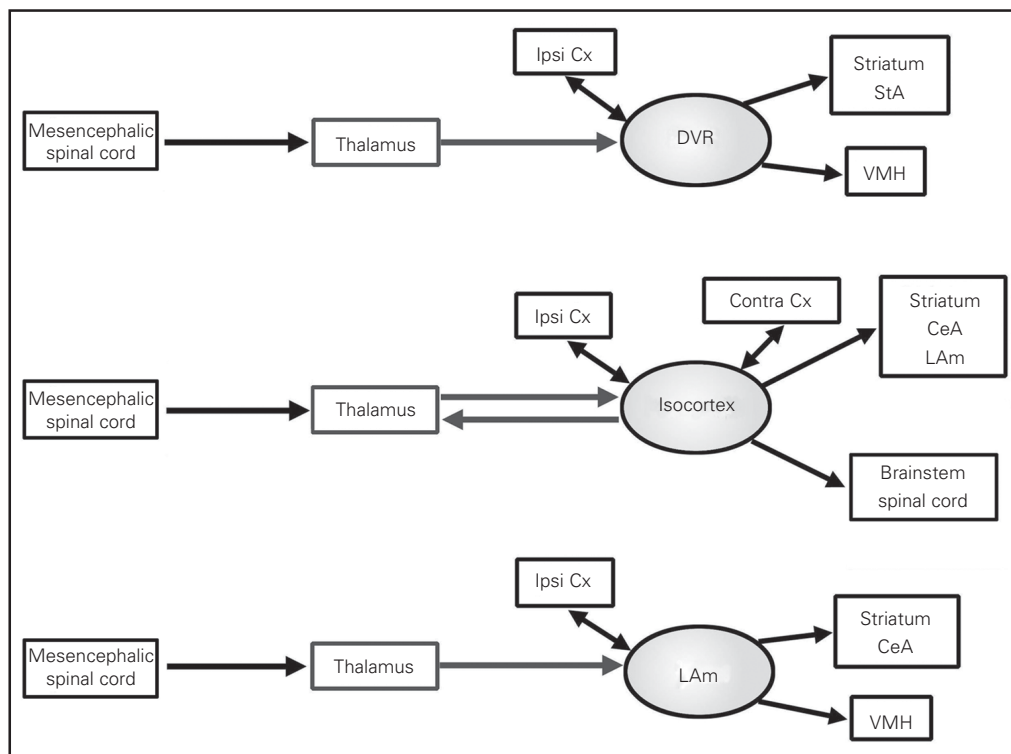 Ipsi Cx
Striatum
StA
Mesencephalic
spinal cord
Thalamus
DVR
VMH
Ipsi Cx
Contra Cx
Striatum
CeA
LAm
Mesencephalic
spinal cord
Thalamus
Isocortex
Brainstem
spinal cord
Ipsi Cx
Striatum
CeA
Mesencephalic
spinal cord
Thalamus
LAm
VMH